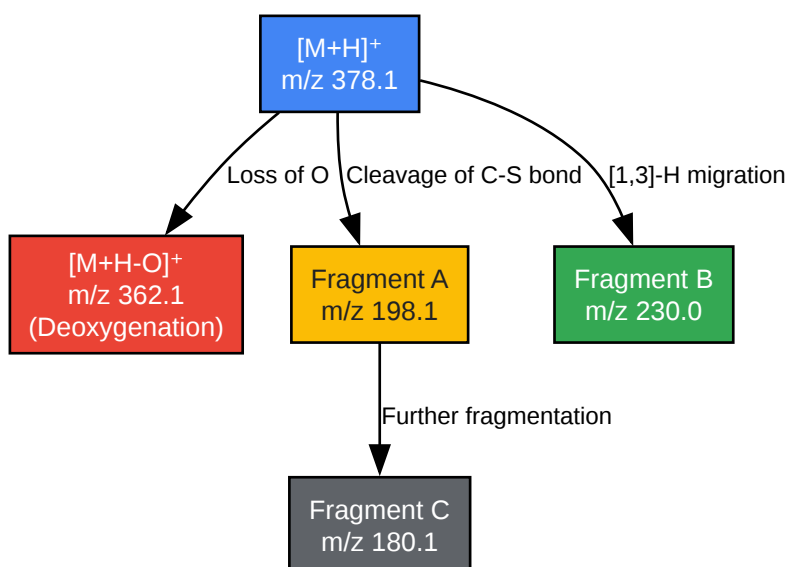 [M+H]⁺
m/z 378.1
Loss of O
Cleavage of C-S bond
[1,3]-H migration
[M+H-O]⁺
m/z 362.1
(Deoxygenation)
Fragment A
m/z 198.1
Fragment B
m/z 230.0
Further fragmentation
Fragment C
m/z 180.1